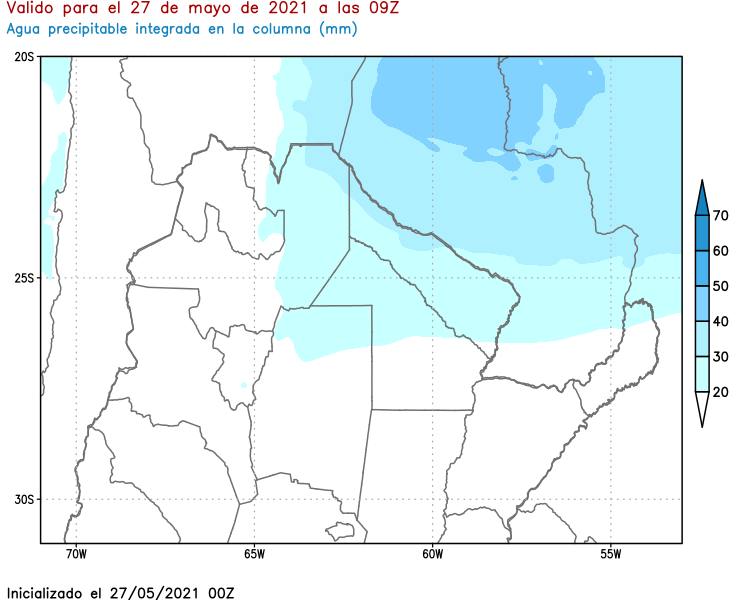 Valido para el 27 de mayo de 2021 a las 09Z
Agua precipitable integrada en la columna (mm)
20S
25S
30S
70W
65W
60W
55W
70
60
50
40
30
20
Inicializado el 27/05/2021 00Z